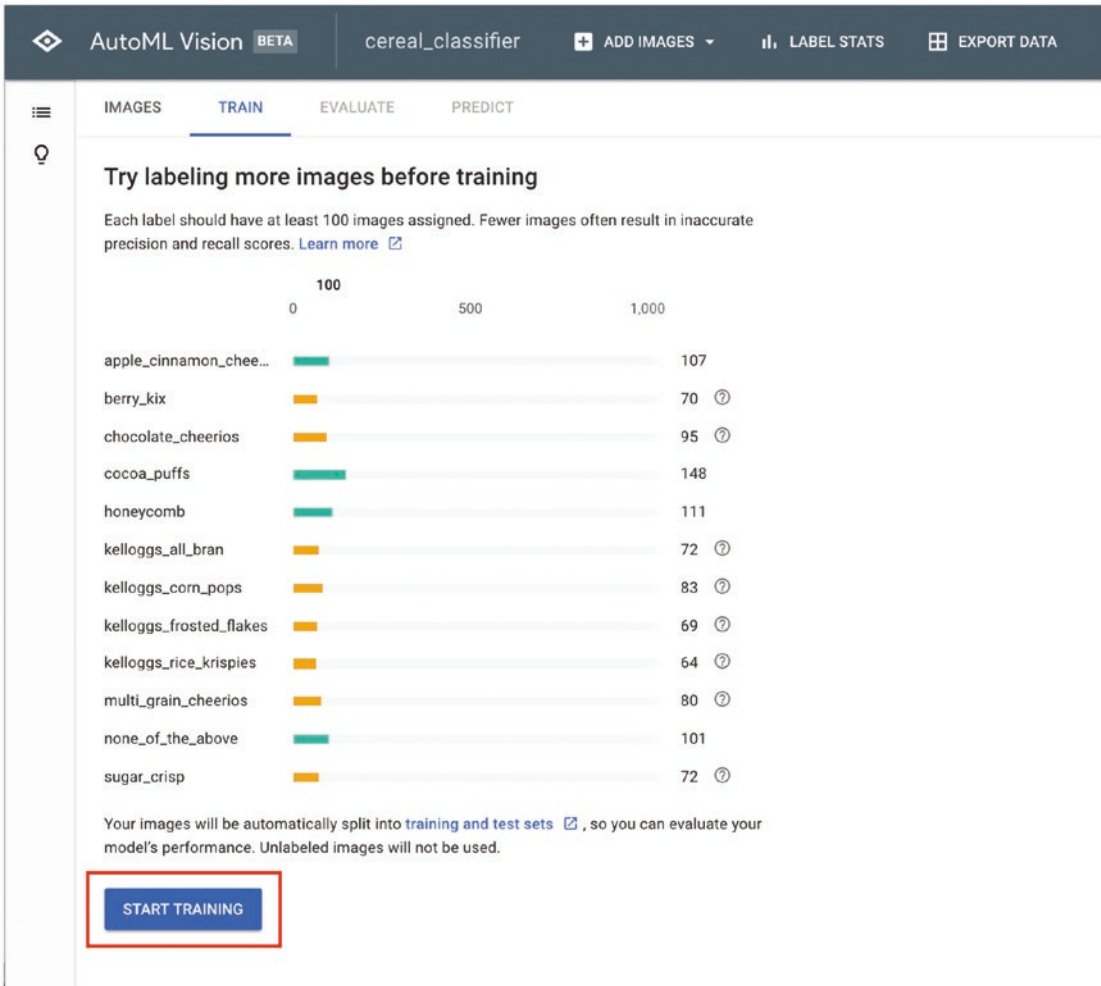 AutoML Vision BETA cereal_classifier ADD IMAGES LABEL STATS EXPORT DATA
IMAGES TRAIN EVALUATE PREDICT
Try labeling more images before training
Each label should have at least 100 images assigned. Fewer images often result in inaccurate
precision and recall scores. Learn more
100
0 500 1,000
apple_cinnamon_chee... 107
berry_kix 70
chocolate_cheerios 95
cocoa_puffs 148
honeycomb 111
kelloggs_all_bran 72
kelloggs_corn_pops 83
kelloggs_frosted_flakes 69
kelloggs_rice_krispies 64
multi_grain_cheerios 80
none_of_the_above 101
sugar_crisp 72
Your images will be automatically split into training and test sets , so you can evaluate your
model's performance. Unlabeled images will not be used.
START TRAINING